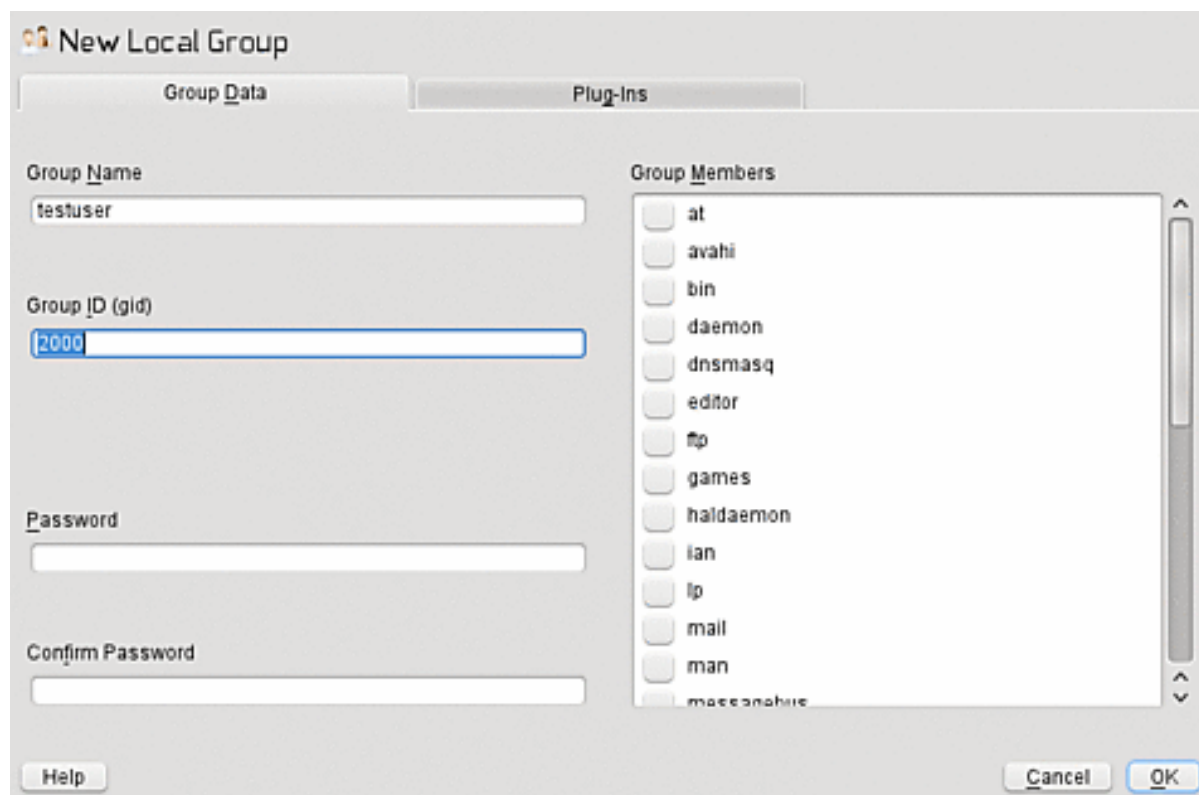 New Local Group
Group Data
Plug-Ins
Group Name
testuser
Group ID (gid)
2000
Password
Confirm Password
Group Members
at
avahi
bin
daemon
dnsmasq
editor
ftp
games
haldaemon
ian
lp
mail
man
messagebus
Help
Cancel
OK